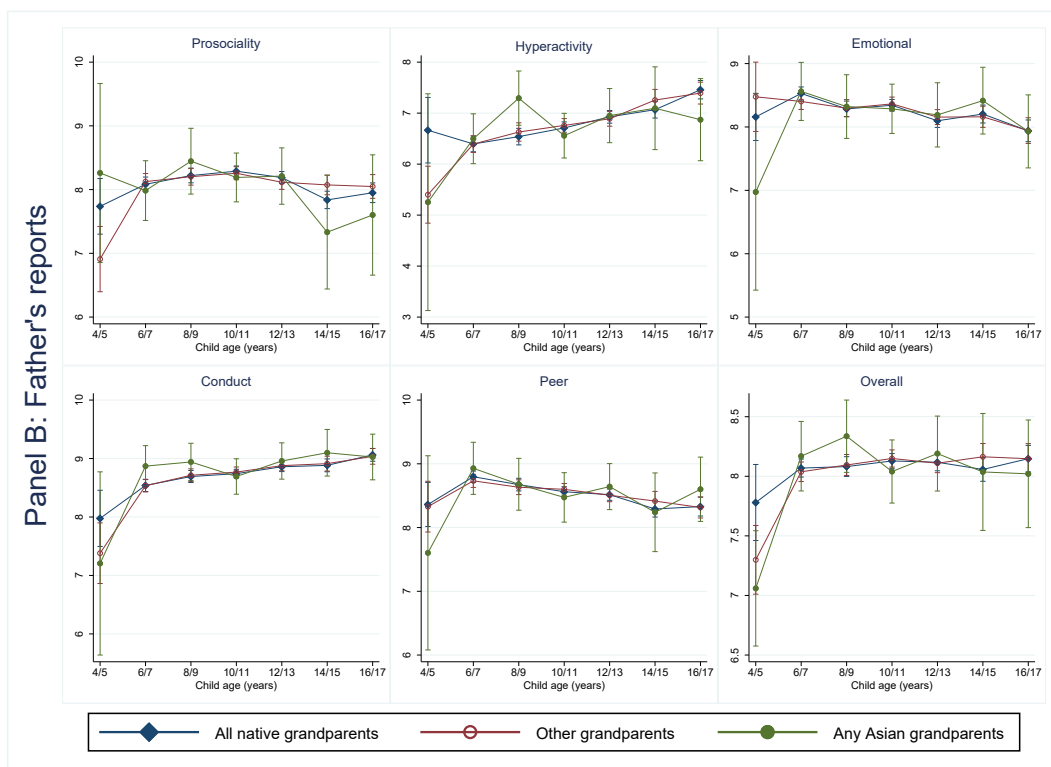 Panel B: Father's reports
Prosociality
10
9
8
7
6
4/5 6/7 8/9 10/11 12/13 14/15 16/17
Child age (years)
Hyperactivity
8
7
6
5
4
3
4/5 6/7 8/9 10/11 12/13 14/15 16/17
Child age (years)
Emotional
9
8
7
5
4/5 6/7 8/9 10/11 12/13 14/15 16/17
Child age (years)
Conduct
10
9
8
7
6
4/5 6/7 8/9 10/11 12/13 14/15 16/17
Child age (years)
Peer
10
9
8
7
6
4/5 6/7 8/9 10/11 12/13 14/15 16/17
Child age (years)
Overall
8.5
8
7.5
7
6.5
4/5 6/7 8/9 10/11 12/13 14/15 16/17
Child age (years)
All native grandparents Other grandparents Any Asian grandparents